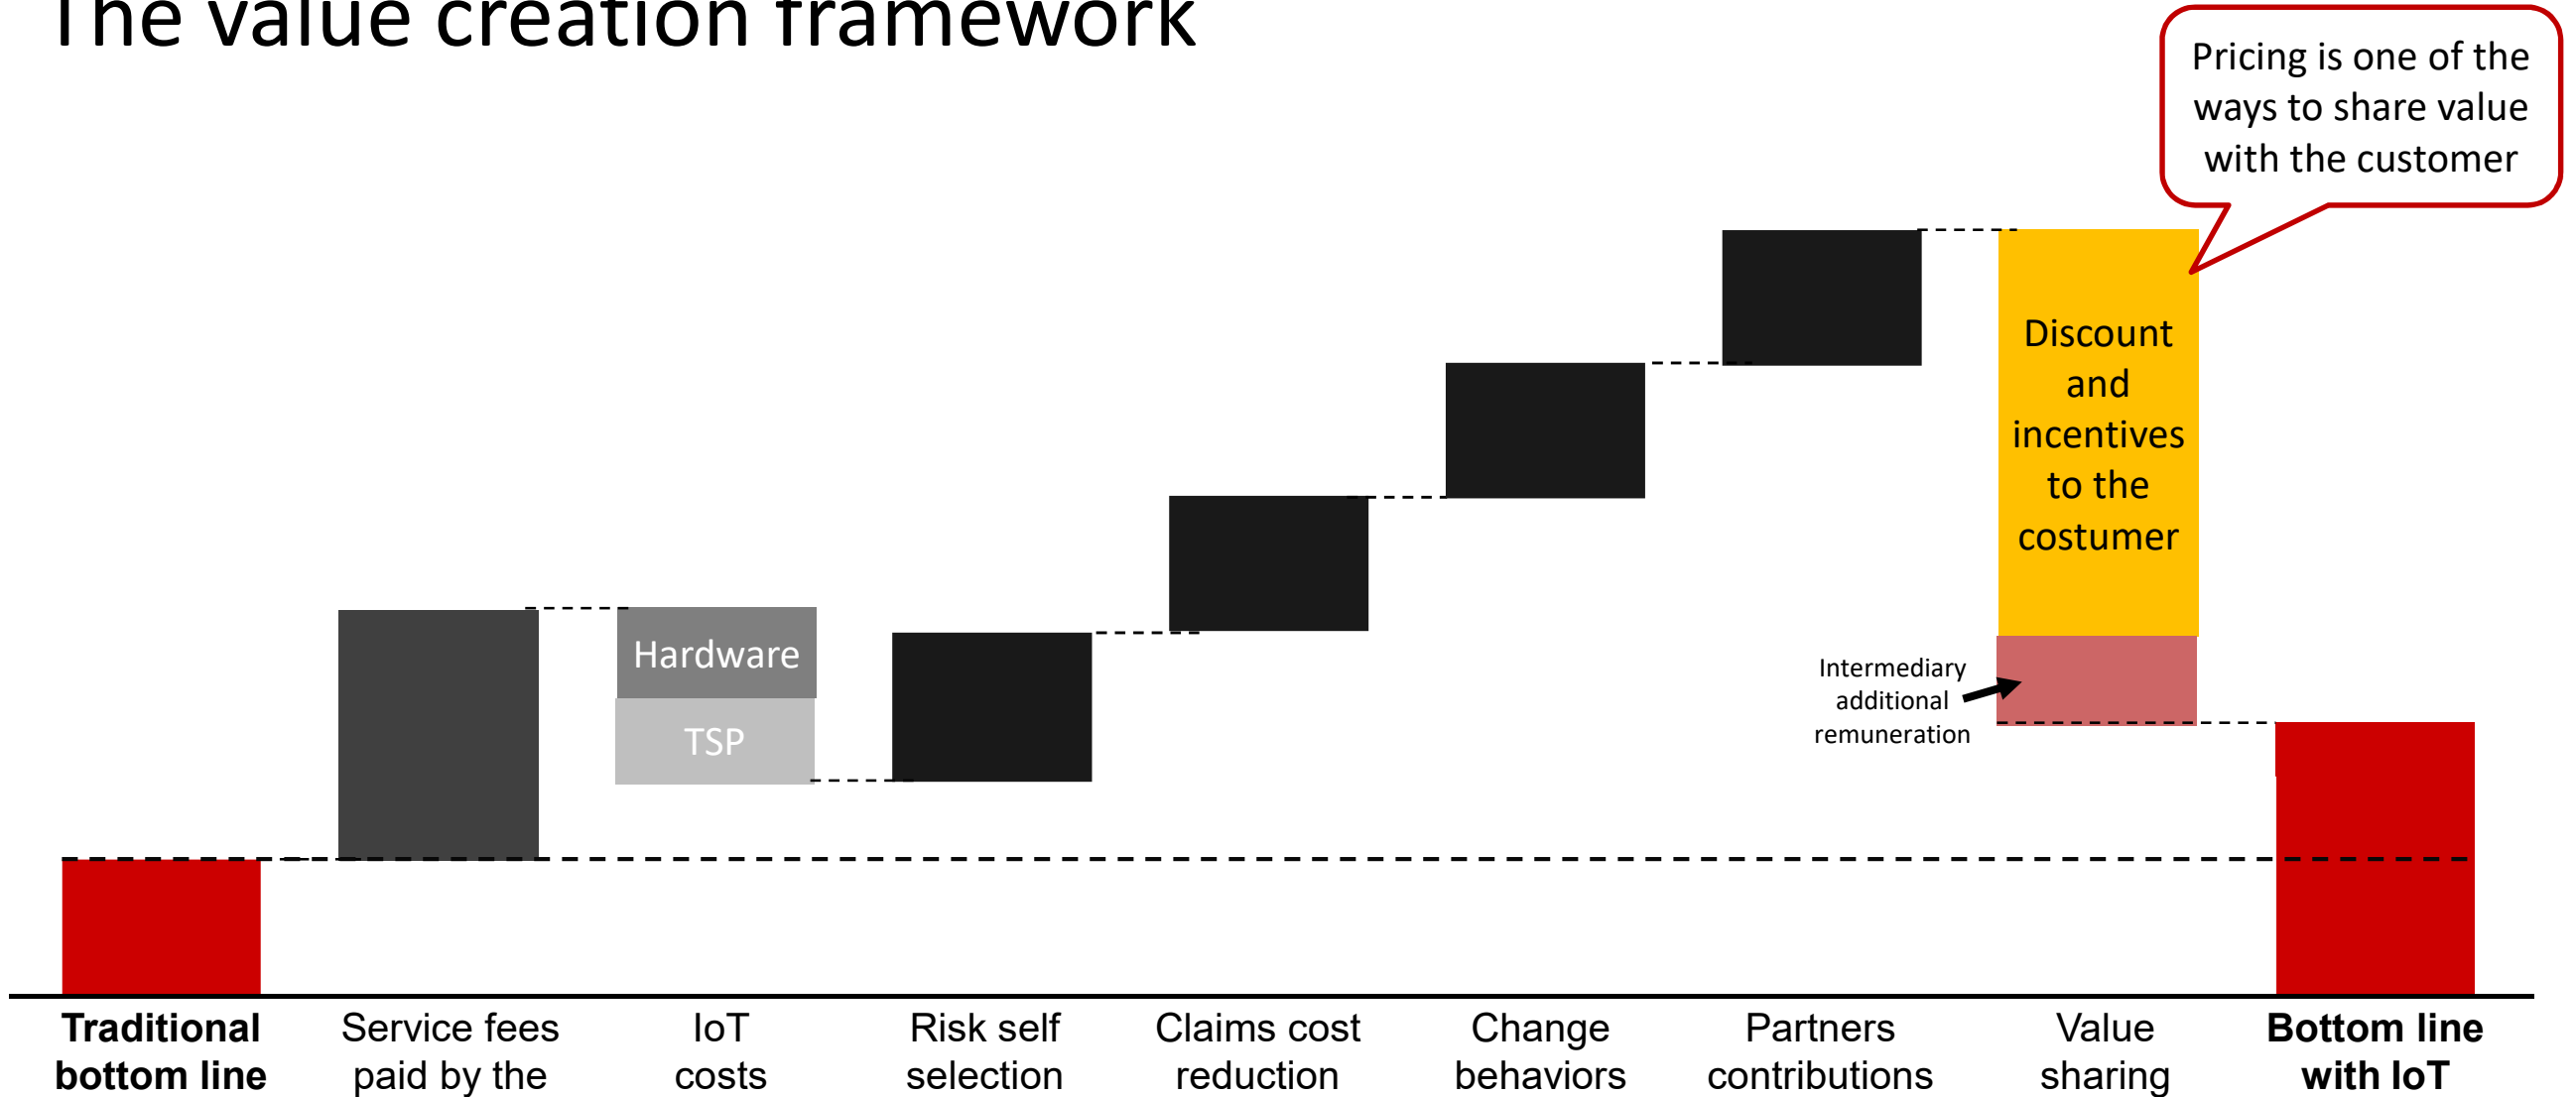 The value creation framework
Pricing is one of the
ways to share value
with the customer
Discount
and
incentives
to the
costumer
Hardware
TSP
Intermediary
additional
remuneration
Traditional
bottom line
Service fees
paid by the
IoT
costs
Risk self
selection
Claims cost
reduction
Change
behaviors
Partners
contributions
Value
sharing
Bottom line
with IoT